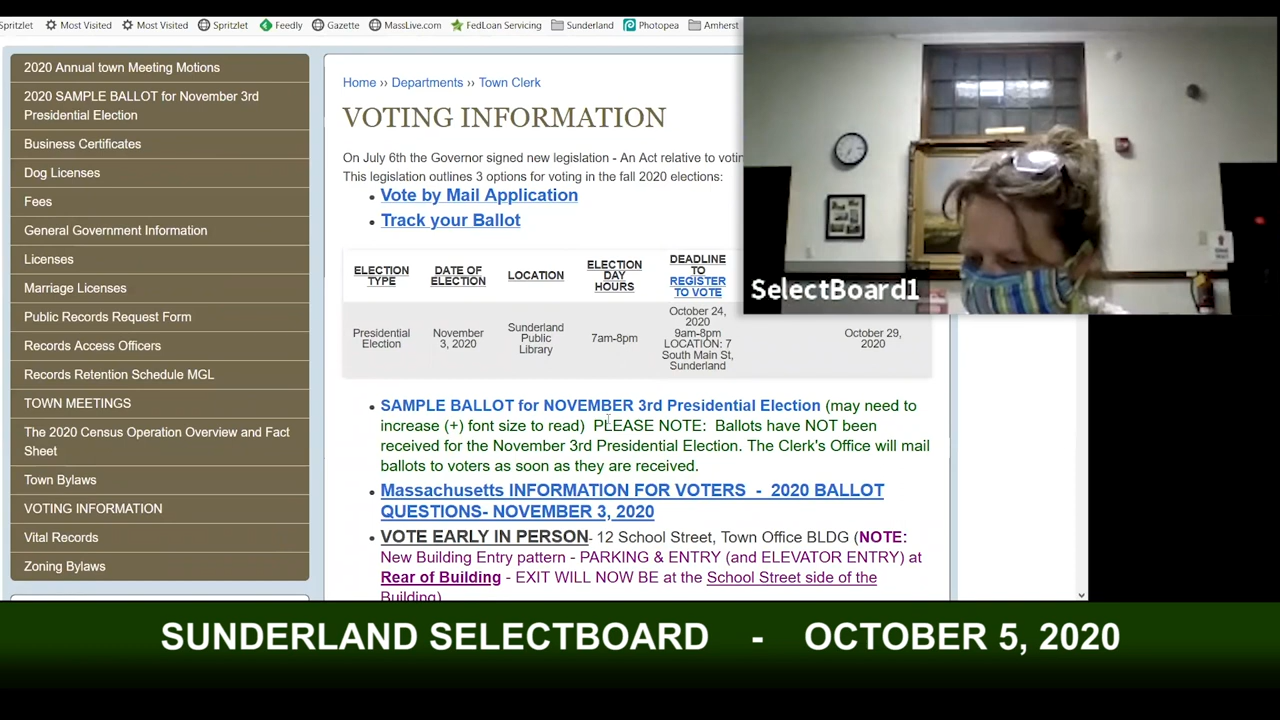 Spritzlet Most Visited Most Visited Spritzlet Feedly Gazette MassLive.com FedLoan Servicing Sunderland Photopea Amherst
2020 Annual town Meeting Motions
2020 SAMPLE BALLOT for November 3rd
Presidential Election
Business Certificates
Dog Licenses
Fees
General Government Information
Licenses
Marriage Licenses
Public Records Request Form
Records Access Officers
Records Retention Schedule MGL
TOWN MEETINGS
The 2020 Census Operation Overview and Fact
Sheet
Town Bylaws
VOTING INFORMATION
Vital Records
Zoning Bylaws
Home ›› Departments ›› Town Clerk
VOTING INFORMATION
On July 6th the Governor signed new legislation - An Act relative to votin
This legislation outlines 3 options for voting in the fall 2020 elections:
Vote by Mail Application
Track your Ballot
ELECTION
TYPE
DATE OF
ELECTION
LOCATION
ELECTION
DAY
HOURS
DEADLINE
TO
REGISTER
TO VOTE
Presidential
Election
November
3, 2020
Sunderland
Public
Library
7am-8pm
October 24,
2020
9am-8pm
LOCATION: 7
South Main St,
Sunderland
October 29,
2020
SAMPLE BALLOT for NOVEMBER 3rd Presidential Election (may need to
increase (+) font size to read) PLEASE NOTE: Ballots have NOT been
received for the November 3rd Presidential Election. The Clerk's Office will mail
ballots to voters as soon as they are received.
Massachusetts INFORMATION FOR VOTERS - 2020 BALLOT
QUESTIONS- NOVEMBER 3, 2020
VOTE EARLY IN PERSON- 12 School Street, Town Office BLDG (NOTE:
New Building Entry pattern - PARKING & ENTRY (and ELEVATOR ENTRY) at
Rear of Building - EXIT WILL NOW BE at the School Street side of the
Building)
SelectBoard1
SUNDERLAND SELECTBOARD - OCTOBER 5, 2020